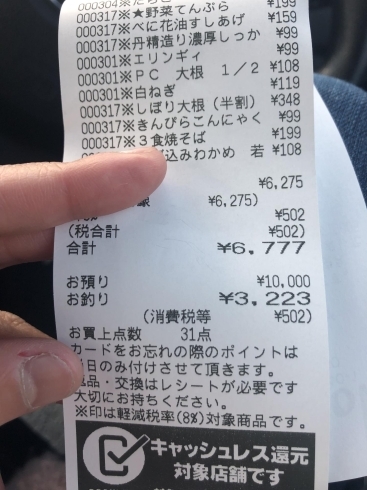 000304※たらこ ¥199
000317※★野菜てんぷら ¥159
000317※べに花油すしあげ ¥99
000317※丹精造り濃厚しっか ¥99
000301※エリンギィ ¥108
000301※PC 大根 1/2 ¥119
000301※白ねぎ ¥348
000317※しぼり大根(半割) ¥99
000317※きんぴらこんにゃく ¥199
000317※3食焼そば ¥108
込みわかめ 若
¥6,275
象 ¥6,275)
¥502
(税合計 ¥502)
合計 ¥6,777
お預り ¥10,000
お釣り ¥3,223
(消費税等 ¥502)
お買上点数 31点
カードをお忘れの際のポイントは
当日のみ付けさせて頂きます。
返品・交換はレシートが必要です
大切にお持ちください。
※印は軽減税率(8%)対象商品です。
キャッシュレス還元
対象店舗です